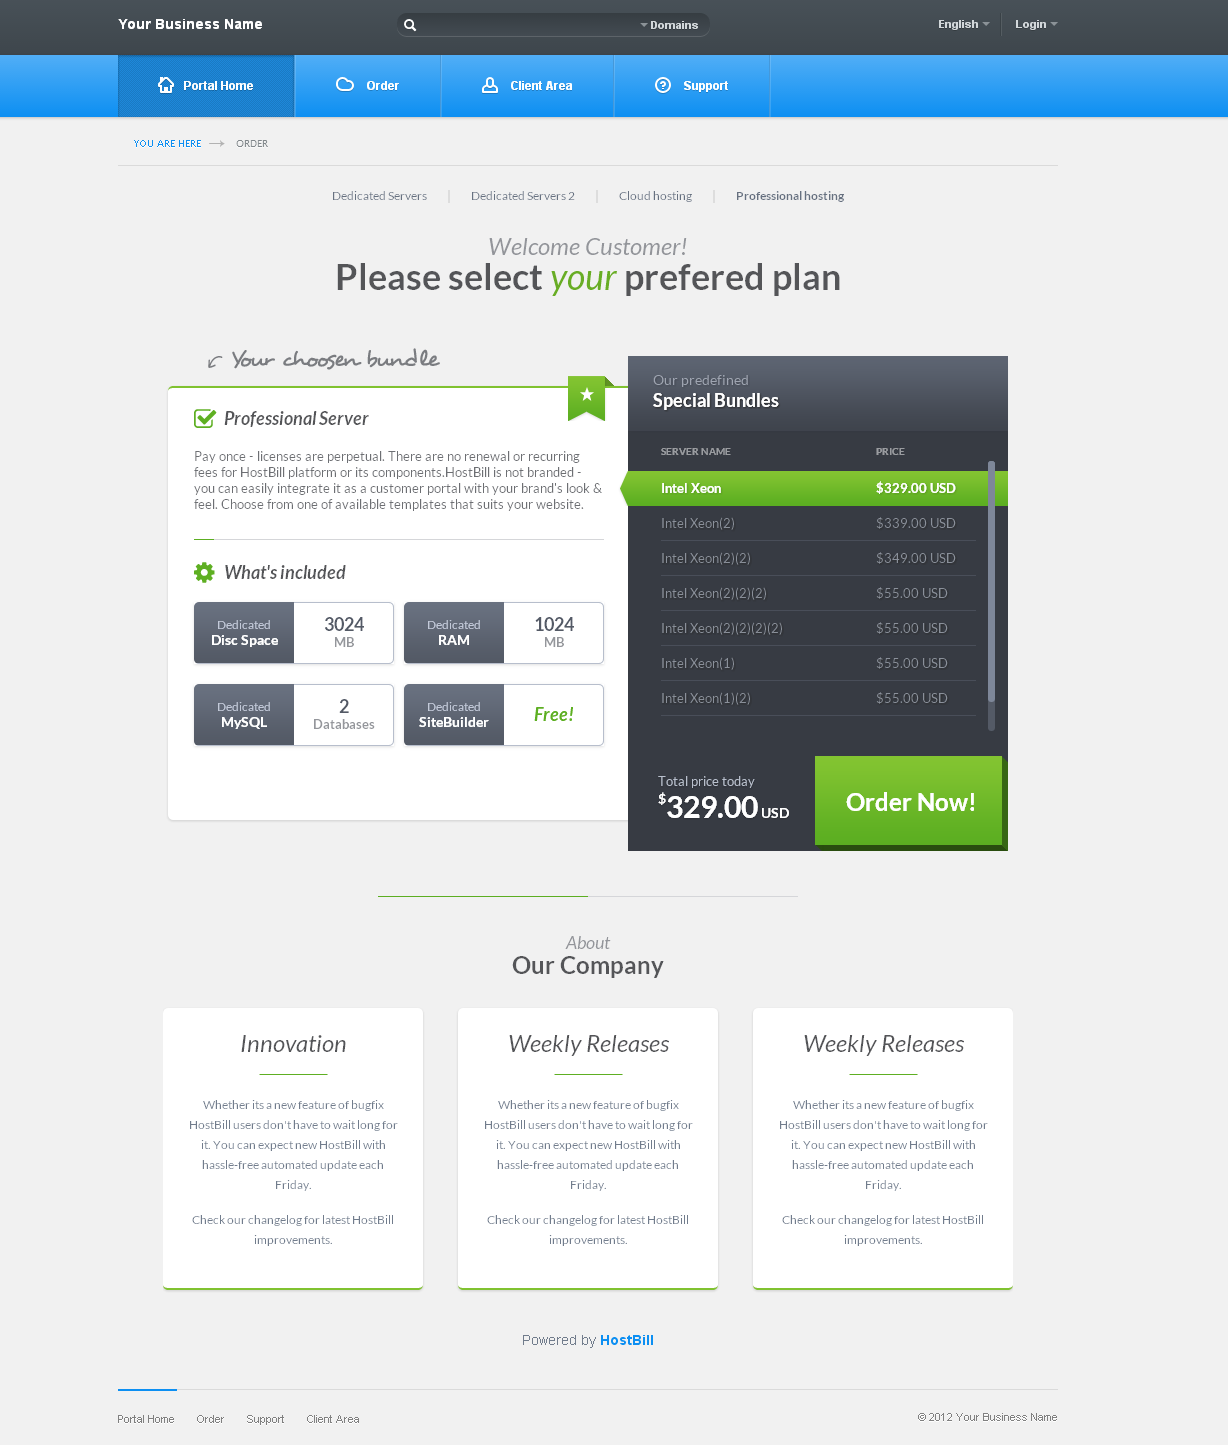 Your Business Name
Domains
English
Login
Portal Home
Order
Client Area
Support
YOU ARE HERE
ORDER
Dedicated Servers
Dedicated Servers 2
Cloud hosting
Professional hosting
Welcome Customer!
Please select your prefered plan
Your choosen bundle
Professional Server
Pay once - licenses are perpetual. There are no renewal or recurring
fees for HostBill platform or its components.HostBill is not branded -
you can easily integrate it as a customer portal with your brand's look &
feel. Choose from one of available templates that suits your website.
What's included
Dedicated
Disc Space
3024
MB
Dedicated
RAM
1024
MB
Dedicated
MySQL
2
Databases
Dedicated
SiteBuilder
Free!
Our predefined
Special Bundles
SERVER NAME PRICE
Intel Xeon $329.00 USD
Intel Xeon(2) $339.00 USD
Intel Xeon(2)(2) $349.00 USD
Intel Xeon(2)(2)(2) $55.00 USD
Intel Xeon(2)(2)(2)(2) $55.00 USD
Intel Xeon(1) $55.00 USD
Intel Xeon(1)(2) $55.00 USD
Total price today
$329.00 USD
Order Now!
About
Our Company
Innovation
Whether its a new feature of bugfix
HostBill users don't have to wait long for
it. You can expect new HostBill with
hassle-free automated update each
Friday.
Check our changelog for latest HostBill
improvements.
Weekly Releases
Whether its a new feature of bugfix
HostBill users don't have to wait long for
it. You can expect new HostBill with
hassle-free automated update each
Friday.
Check our changelog for latest HostBill
improvements.
Weekly Releases
Whether its a new feature of bugfix
HostBill users don't have to wait long for
it. You can expect new HostBill with
hassle-free automated update each
Friday.
Check our changelog for latest HostBill
improvements.
Powered by HostBill
Portal Home
Order
Support
Client Area
© 2012 Your Business Name